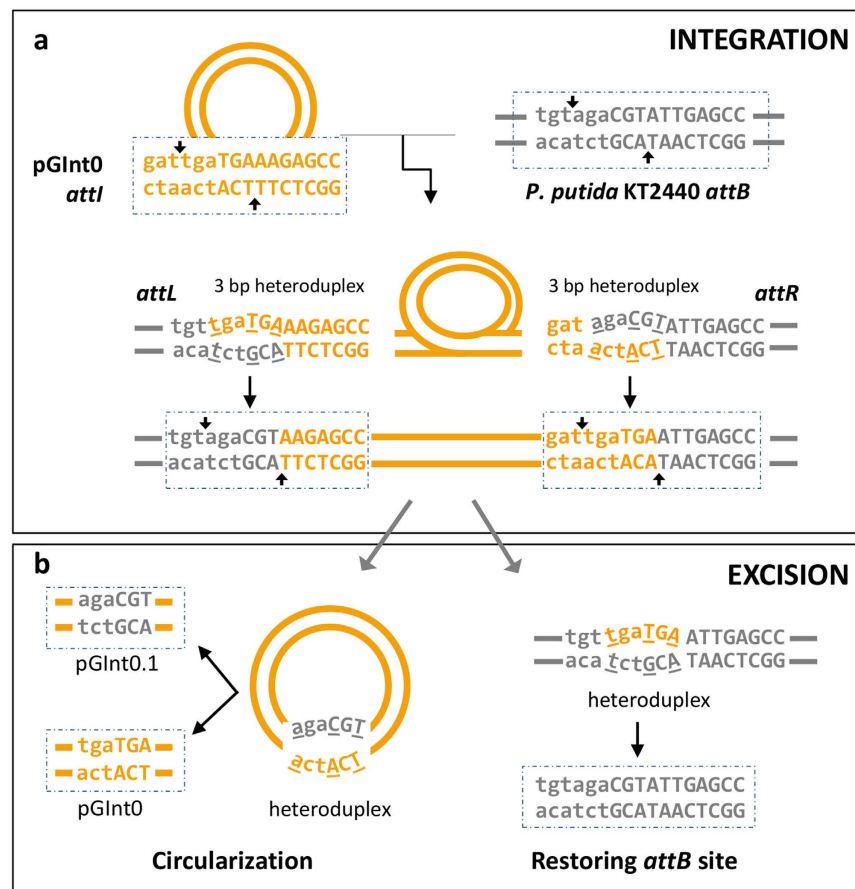 a
INTEGRATION
pGInt0
attI
gattgaTGAAAGAGCC
ctaactACTTTCTCGG
tgtagaCGTATTGAGCC
acatctGCATAACTCGG
P. putida KT2440 attB
attL
3 bp heteroduplex
3 bp heteroduplex
attR
tgttgaTGAAAGAGCC
acatctGCATTCTCGG
gat agaCGTATTGAGCC
cta actACTTAACTCGG
tgtagaCGTAAGAGCC
acatctGCATTCTCGG
gattgaTGAATTGAGCC
ctaactACATAACTCGG
b
EXCISION
agaCGT
tctGCA
pGInt0.1
tgaTGA
actACT
pGInt0
agaCGT
actACT
heteroduplex
Circularization
tgt tgaTGA ATTGAGCC
aca tctGCA TAACTCGG
heteroduplex
tgtagaCGTATTGAGCC
acatctGCATAACTCGG
Restoring attB site